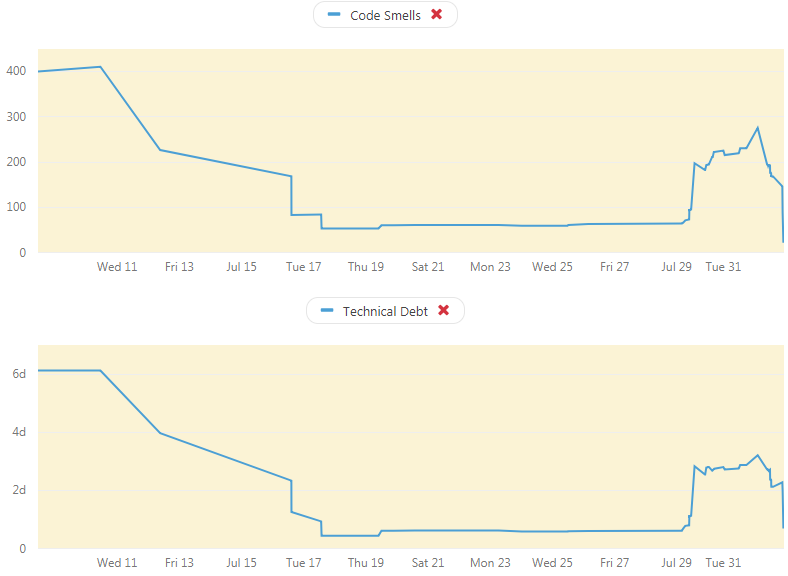 Code Smells ✖
400
300
200
100
0
Wed 11 Fri 13 Jul 15 Tue 17 Thu 19 Sat 21 Mon 23 Wed 25 Fri 27 Jul 29 Tue 31
Technical Debt ✖
6d
4d
2d
0
Wed 11 Fri 13 Jul 15 Tue 17 Thu 19 Sat 21 Mon 23 Wed 25 Fri 27 Jul 29 Tue 31